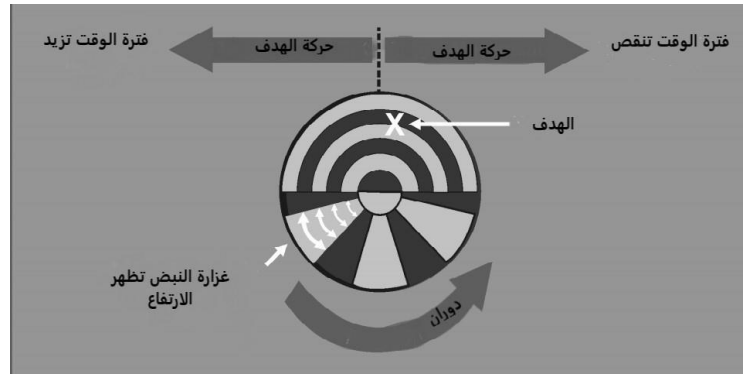 فترة الوقت تنقص
حركة الهدف
حركة الهدف
فترة الوقت تزيد
X
الهدف
غزارة النبض تظهر
الارتفاع
دوران